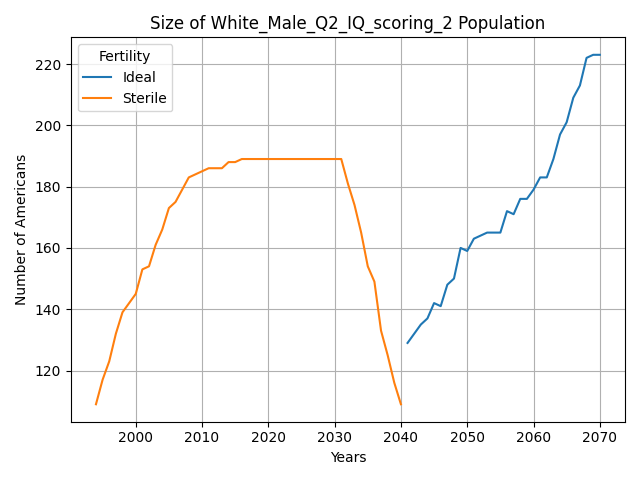 Size of White_Male_Q2_IQ_scoring_2 Population
Fertility
Ideal
Sterile
Number of Americans
220
200
180
160
140
120
2000 2010 2020 2030 2040 2050 2060 2070
Years